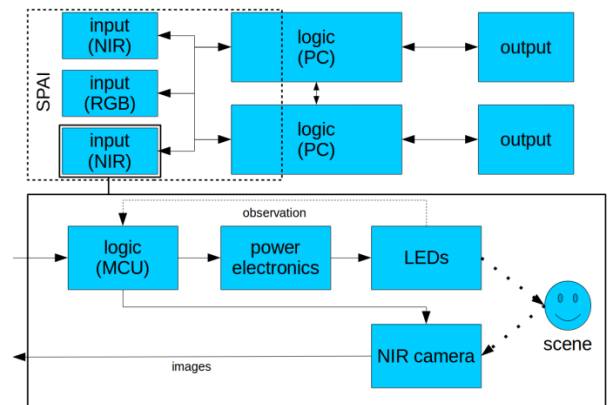 SPAI
input
(NIR)
input
(RGB)
input
(NIR)
logic
(PC)
output
logic
(PC)
output
observation
logic
(MCU)
power
electronics
LEDs
NIR camera
scene
images